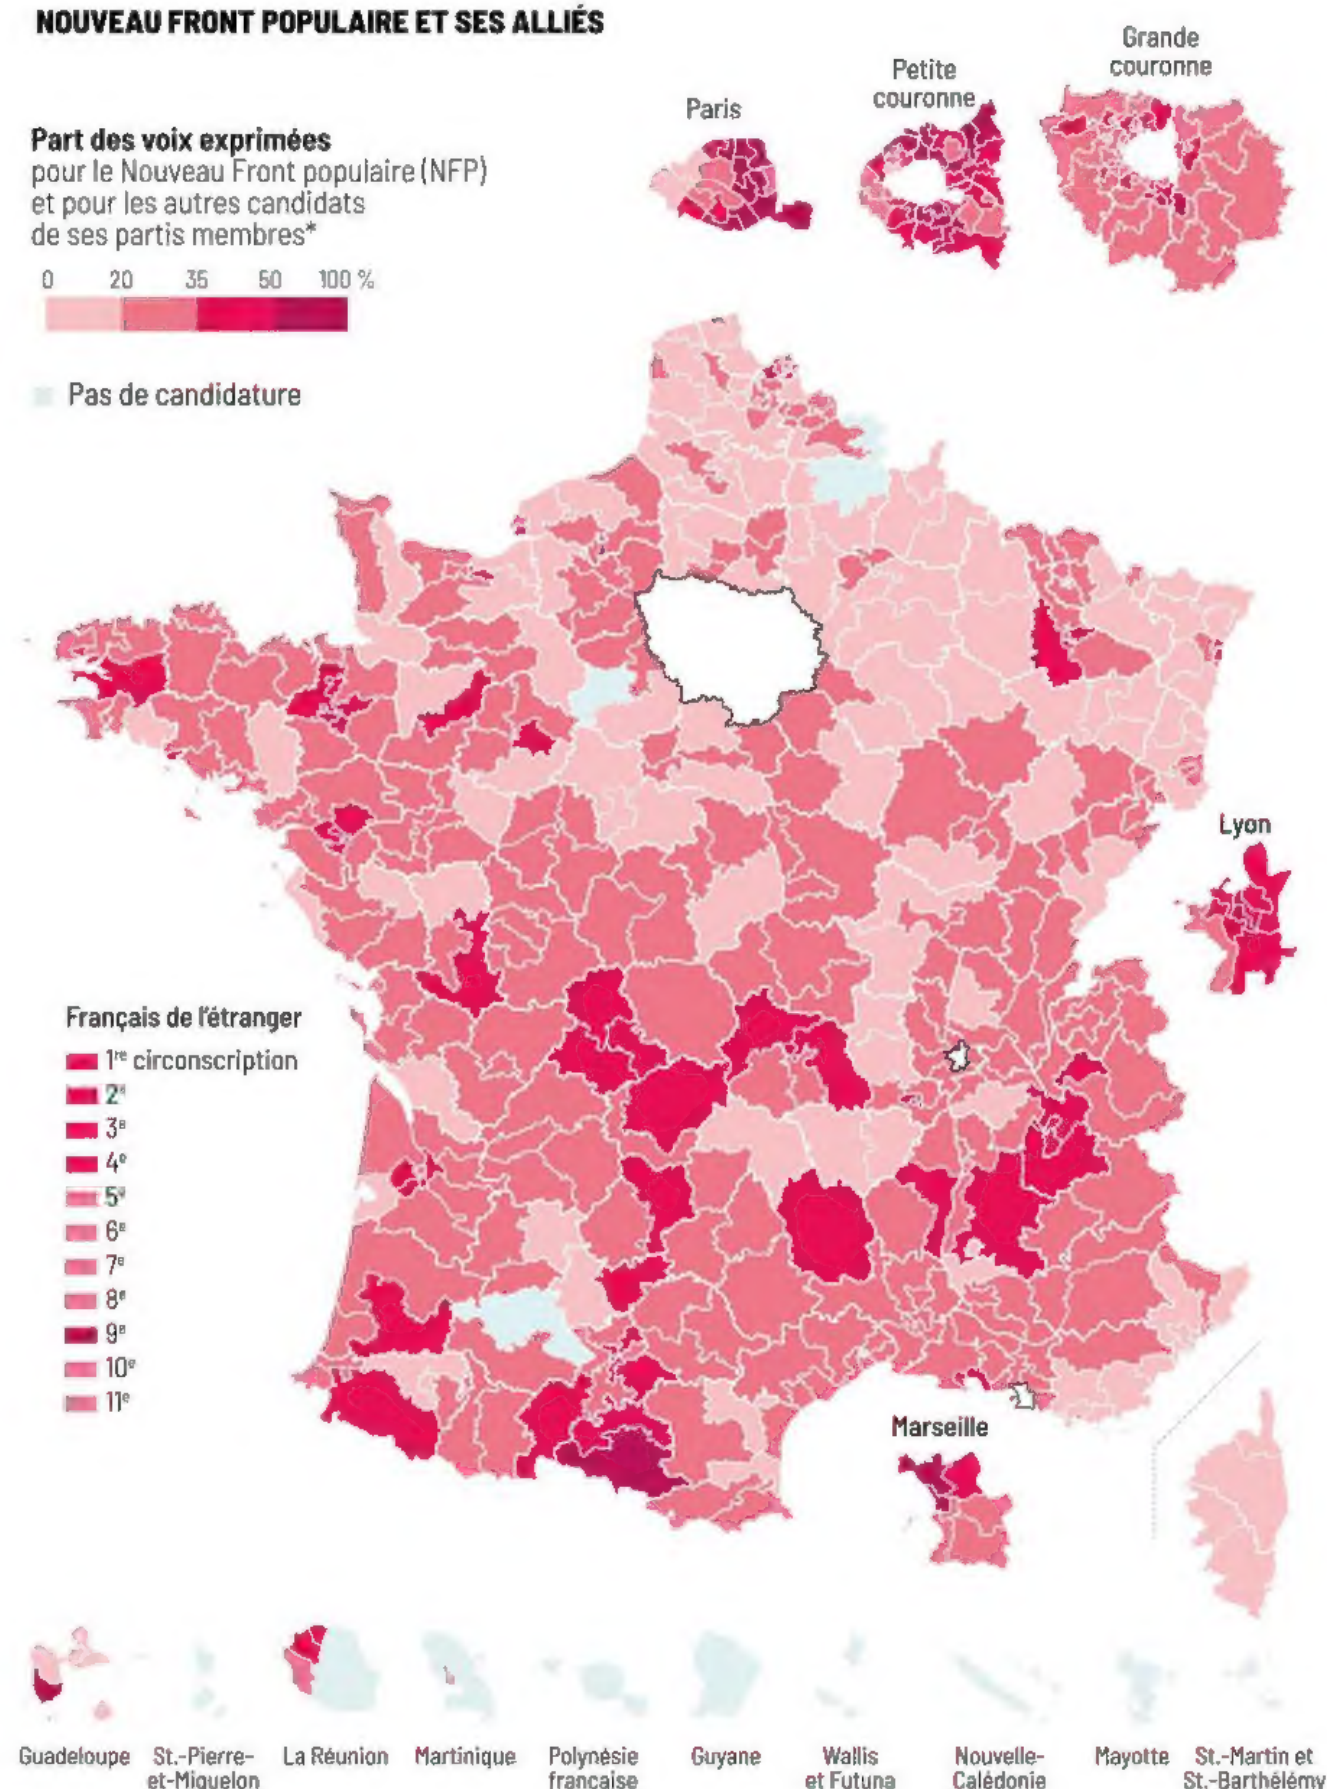 NOUVEAU FRONT POPULAIRE ET SES ALLIÉS
Grande
couronne
Petite
couronne
Paris
Part des voix exprimées
pour le Nouveau Front populaire (NFP)
et pour les autres candidats
de ses partis membres*
0 20 35 50 100 %
Pas de candidature
Lyon
Français de l'étranger
1re circonscription
2e
3e
4e
5e
6e
7e
8e
9e
10e
11e
Marseille
Guadeloupe
St.-Pierre-
et-Miquelon
La Réunion
Martinique
Polynésie
française
Guyane
Wallis
et Futuna
Nouvelle-
Calédonie
Mayotte
St.-Martin et
St.-Barthélémy